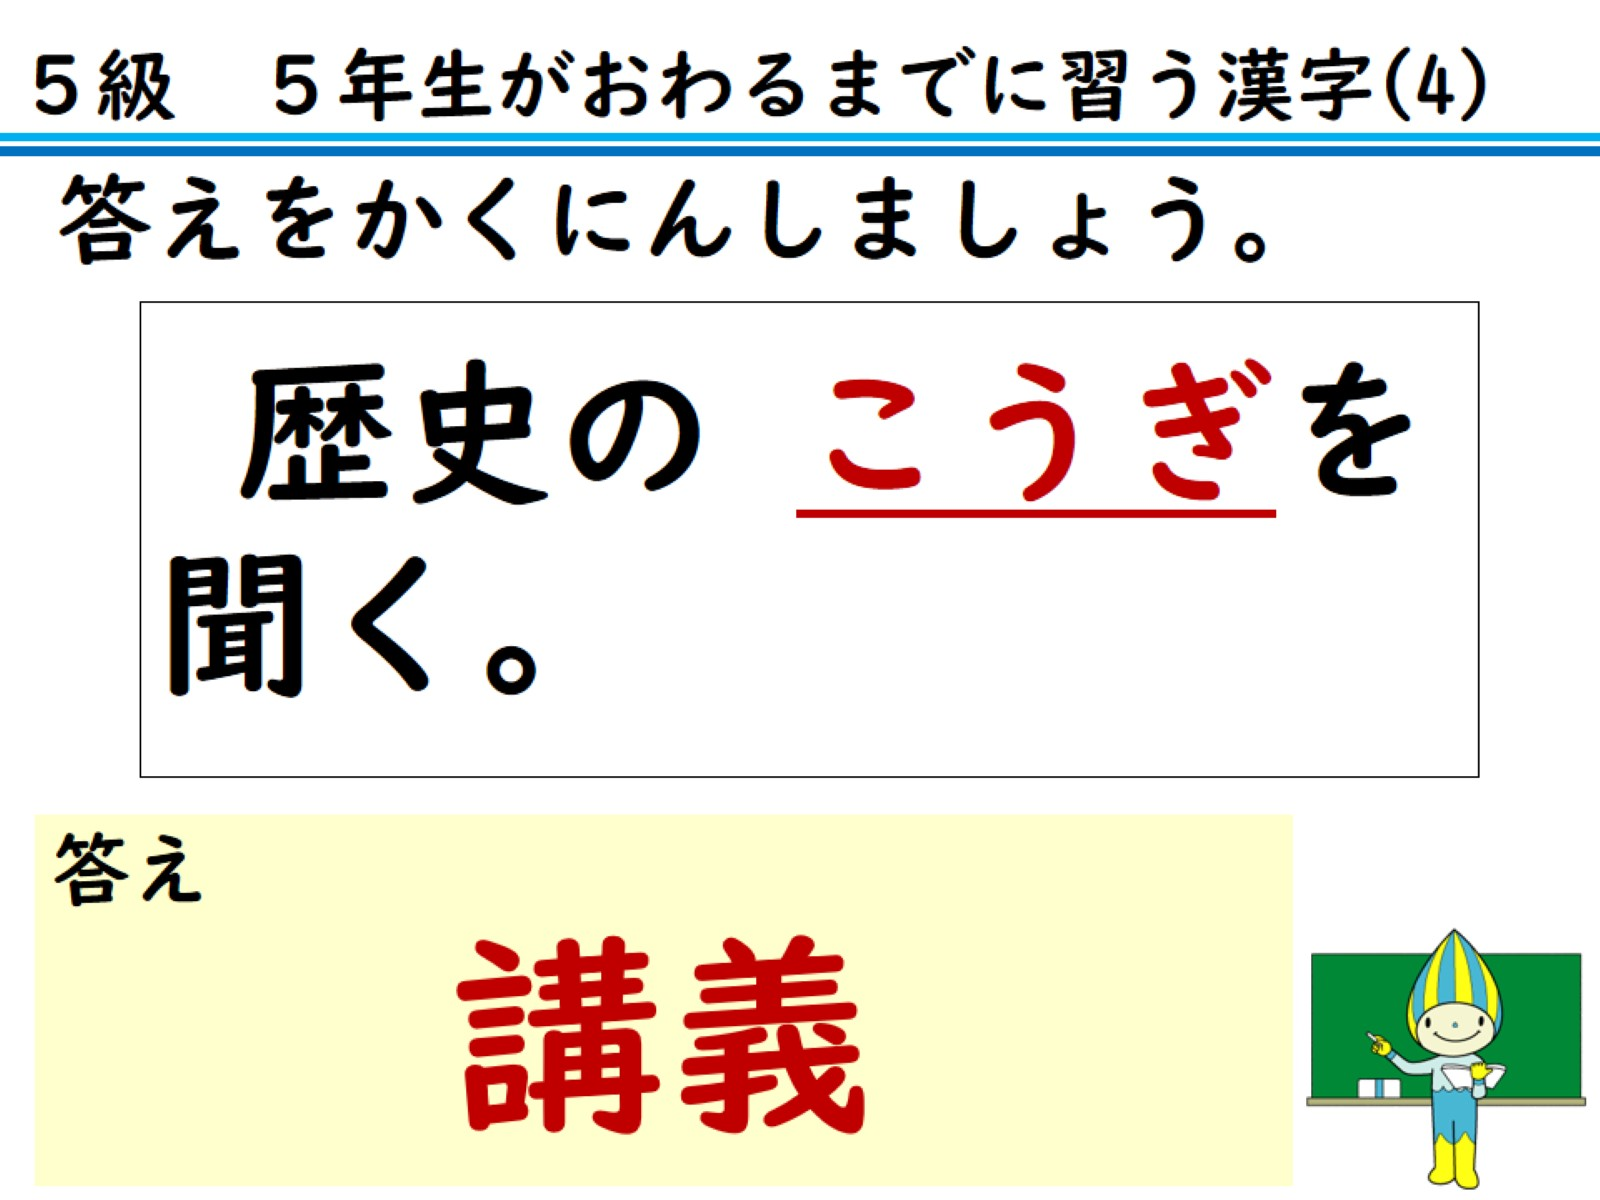 ５級　５年生がおわるまでに習う漢字(4)
答えをかくにんしましょう。
歴史の こうぎを
聞く。
答え
講義